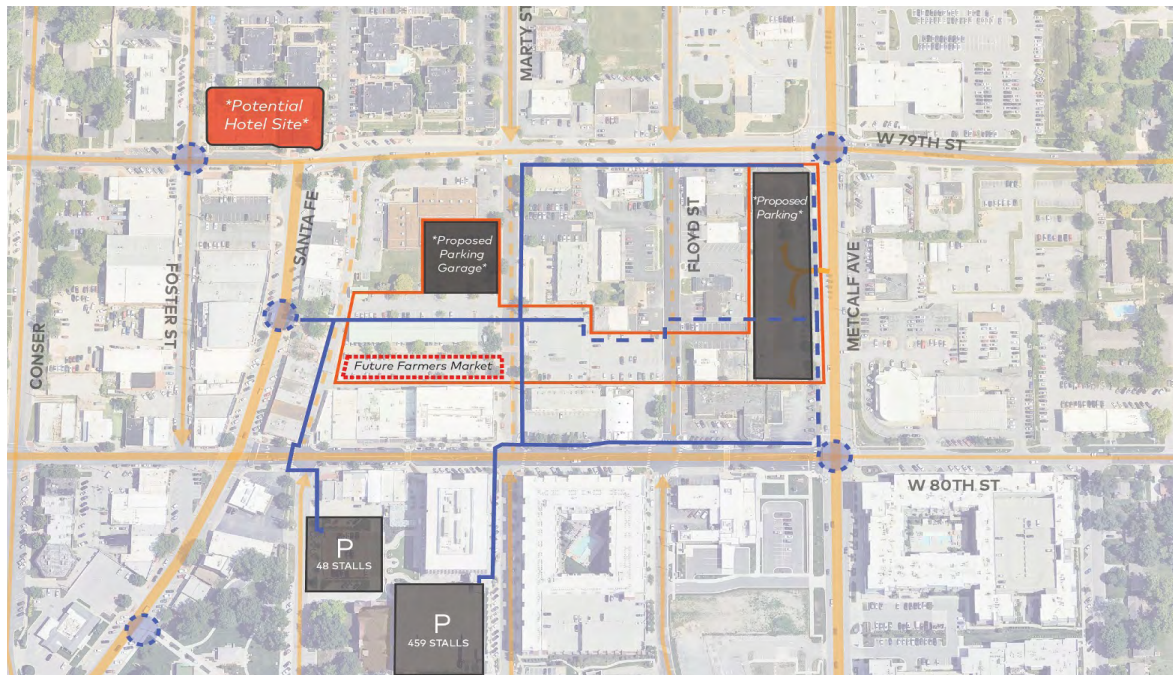 MARTY ST
*Potential
Hotel Site*
W 79TH ST
SANTA FE
*Proposed
Parking
Garage*
FLOYD ST
*Proposed
Parking*
FOSTER ST
METCALF AVE
CONSER
Future Farmers Market
W 80TH ST
P
48 STALLS
P
459 STALLS